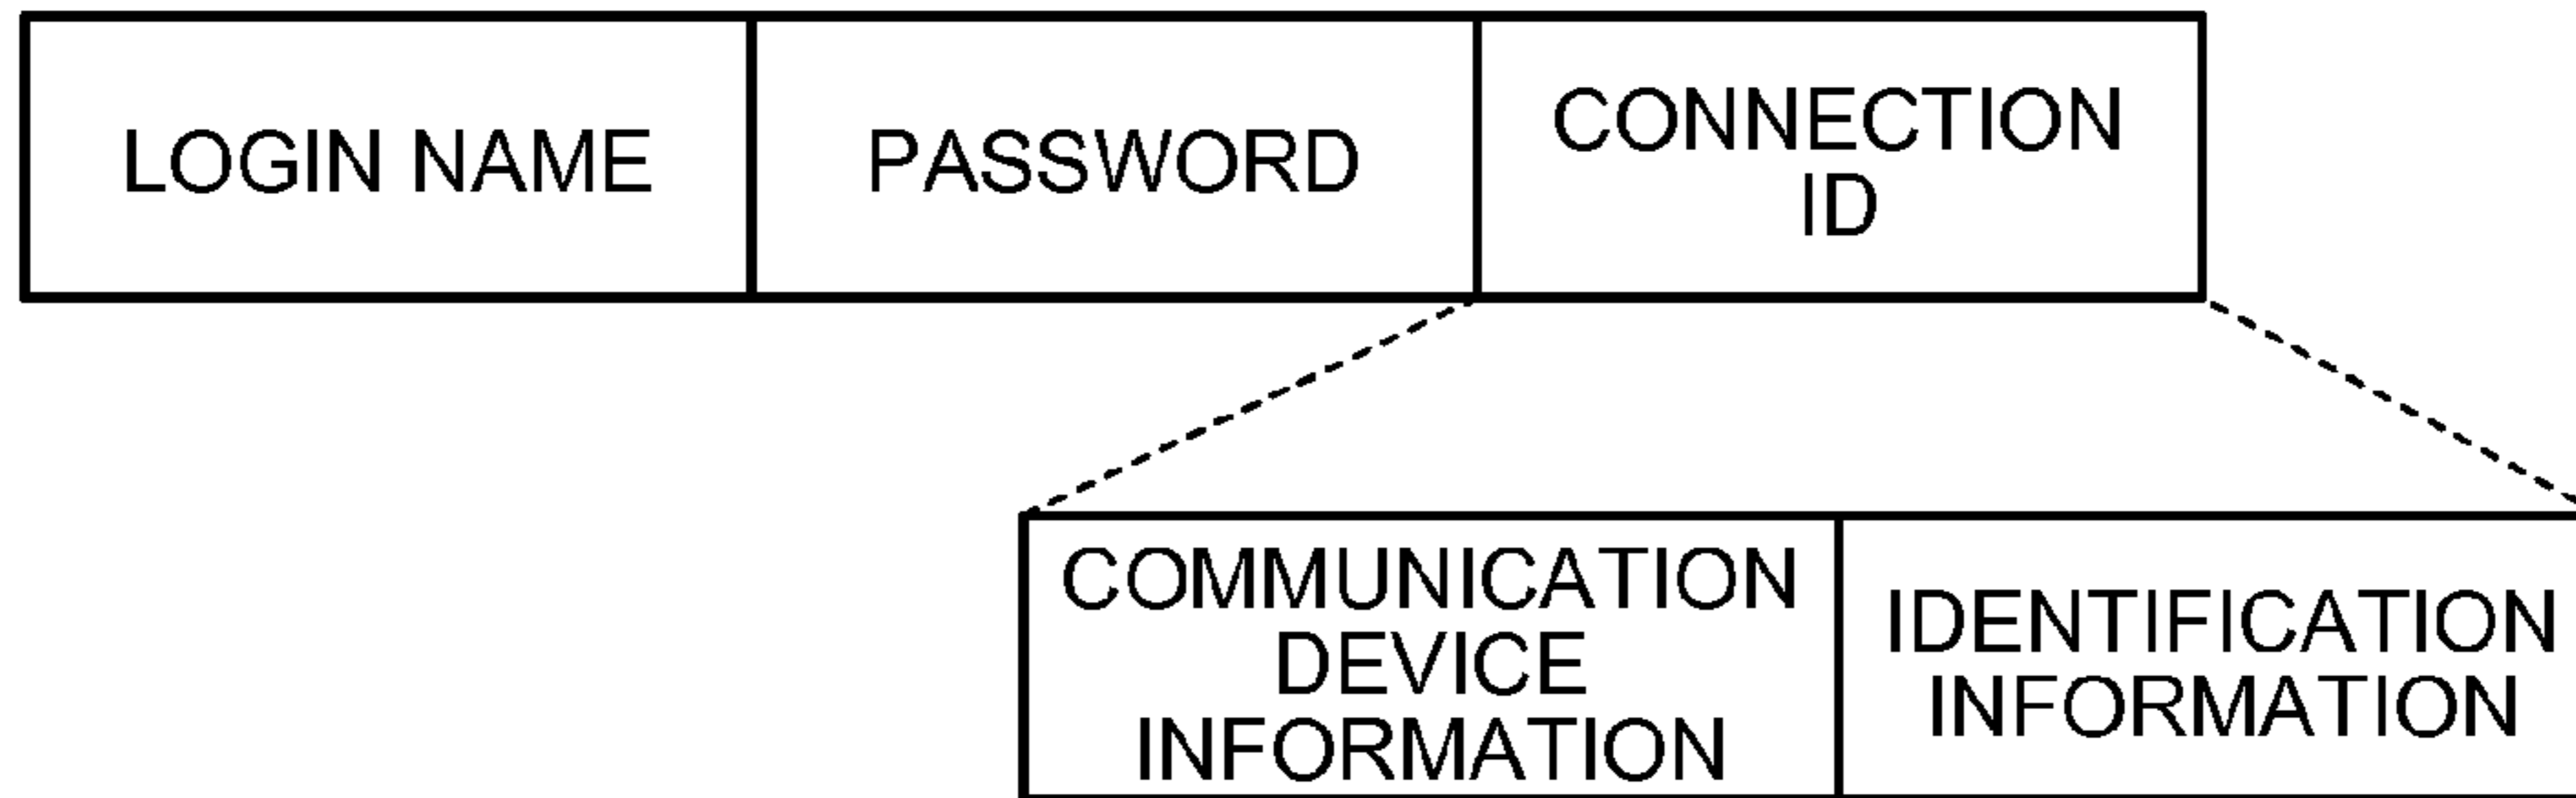 LOGIN NAME
PASSWORD
CONNECTION
ID
COMMUNICATION
DEVICE
INFORMATION
IDENTIFICATION
INFORMATION